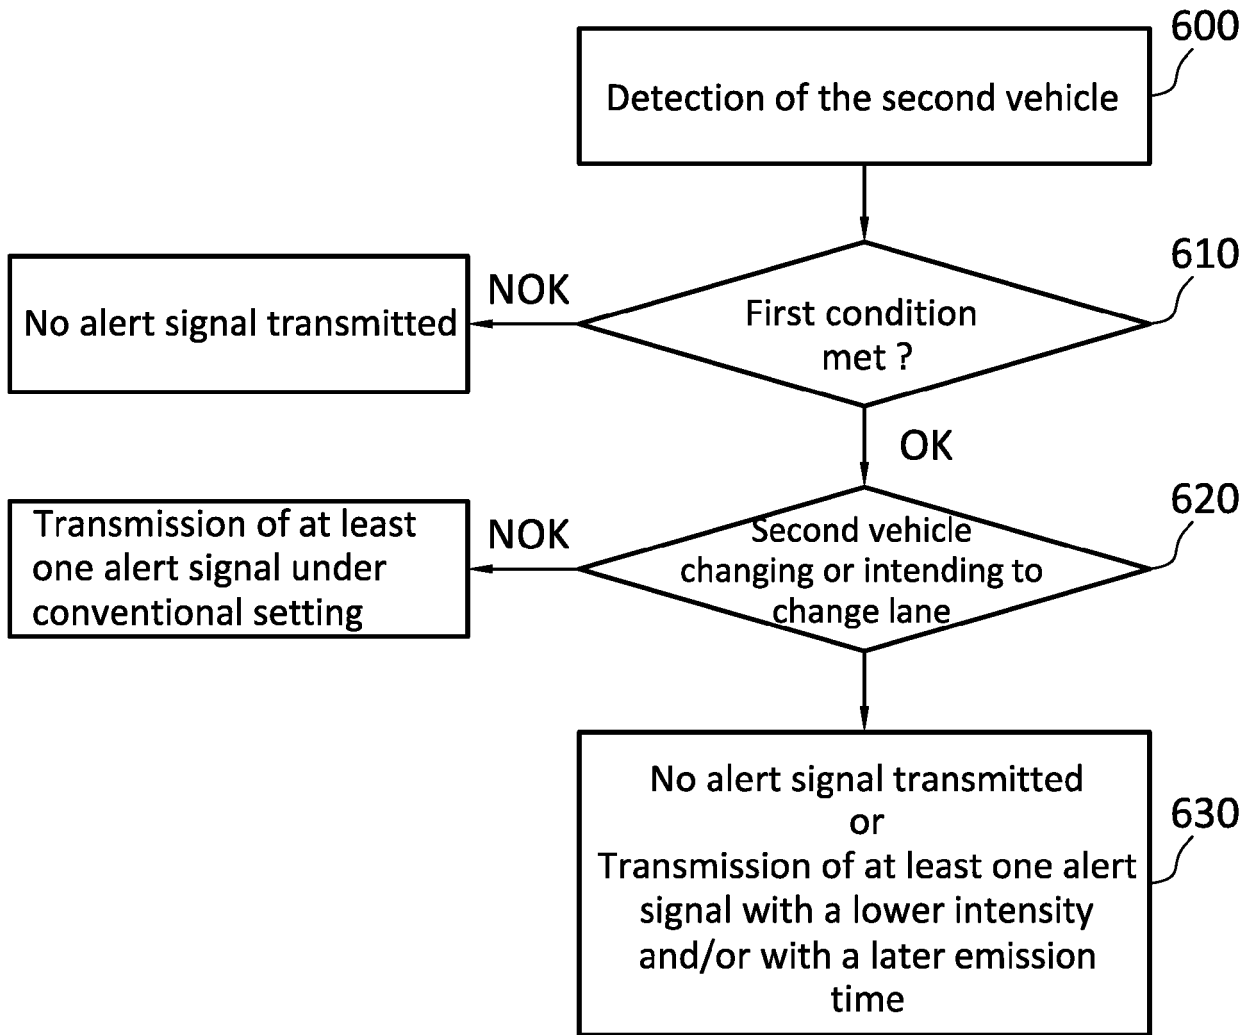 600
Detection of the second vehicle
610
First condition
met ?
NOK
No alert signal transmitted
OK
620
Second vehicle
changing or intending to
change lane
NOK
Transmission of at least
one alert signal under
conventional setting
630
No alert signal transmitted
or
Transmission of at least one alert
signal with a lower intensity
and/or with a later emission
time